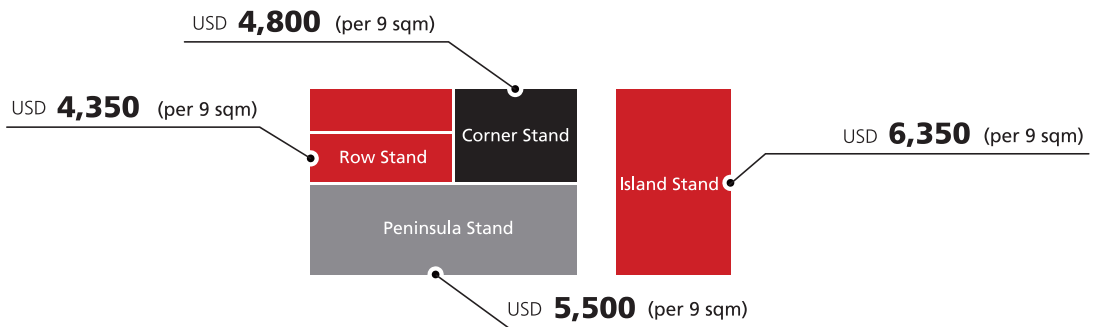 USD 4,800 (per 9 sqm)
USD 4,350 (per 9 sqm)
Corner Stand
USD 6,350 (per 9 sqm)
Row Stand
Island Stand
Peninsula Stand
USD 5,500 (per 9 sqm)